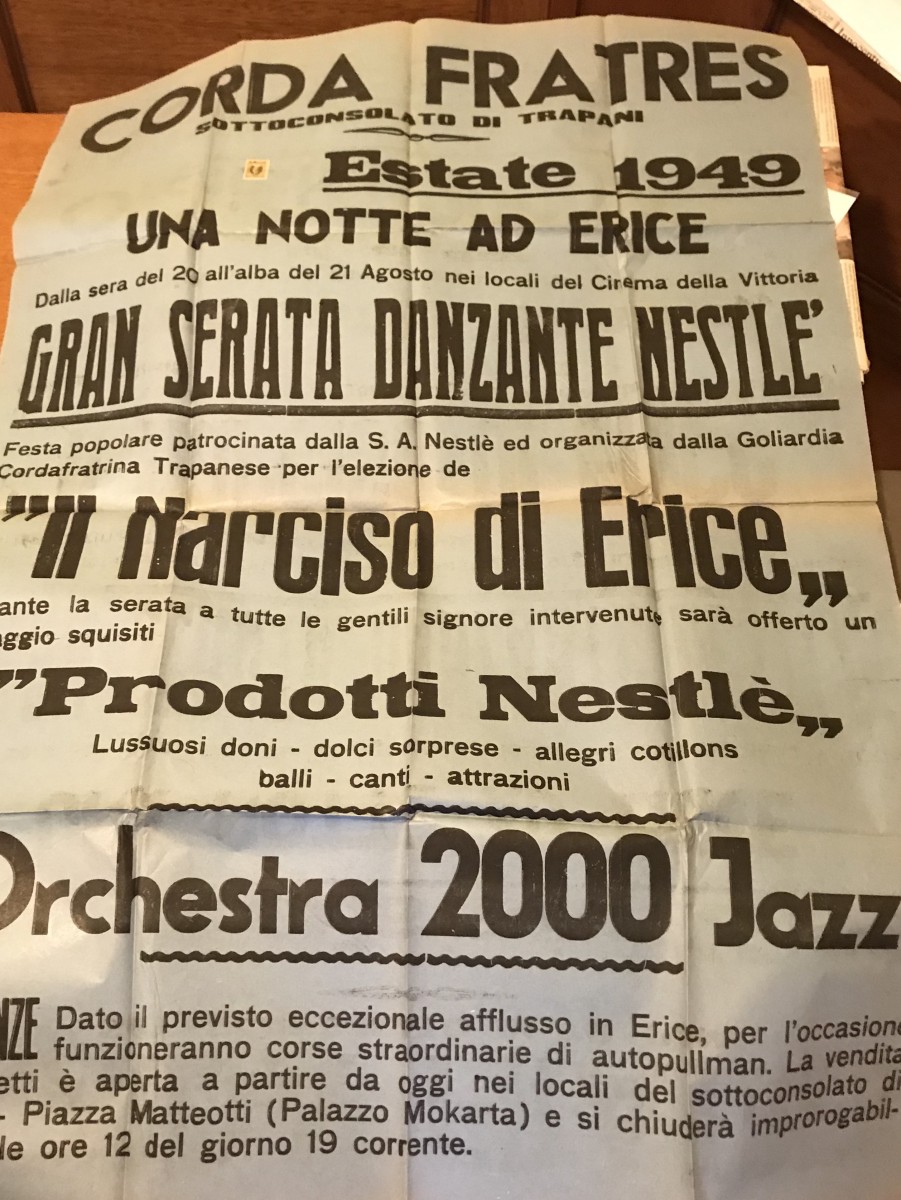 CORDA FRATRES
SOTTOCONSOLATO DI TRAPANI
Estate 1949
UNA NOTTE AD ERICE
Dalla sera del 20 all'alba del 21 Agosto nei locali del Cinema della Vittoria
GRAN SERATA DANZANTE NESTLE'
Festa popolare patrocinata dalla S. A. Nestlè ed organizzata dalla Goliardia
Cordafratrina Trapanese per l'elezione de
"Il Narciso di Erice„
ante la serata a tutte le gentili signore intervenute sarà offerto un
aggio squisiti
"Prodotti Nestlè„
Lussuosi doni - dolci sorprese - allegri cotillons
balli - canti - attrazioni
Orchestra 2000 Jazz
NZE Dato il previsto eccezionale afflusso in Erice, per l'occasione
funzioneranno corse straordinarie di autopullman. La vendita
etti è aperta a partire da oggi nei locali del sottoconsolato di
- Piazza Matteotti (Palazzo Mokarta) e si chiuderà improrogabil-
le ore 12 del giorno 19 corrente.